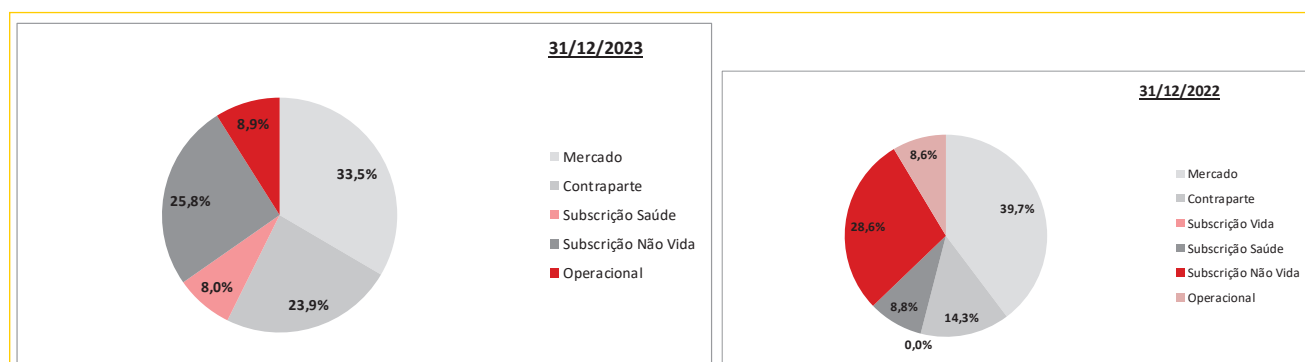 31/12/2023
8,9%
33,5%
25,8%
8,0%
23,9%
Mercado
Contraparte
Subscrição Saúde
Subscrição Não Vida
Operacional
31/12/2022
8,6%
39,7%
28,6%
8,8%
14,3%
0,0%
Mercado
Contraparte
Subscrição Vida
Subscrição Saúde
Subscrição Não Vida
Operacional